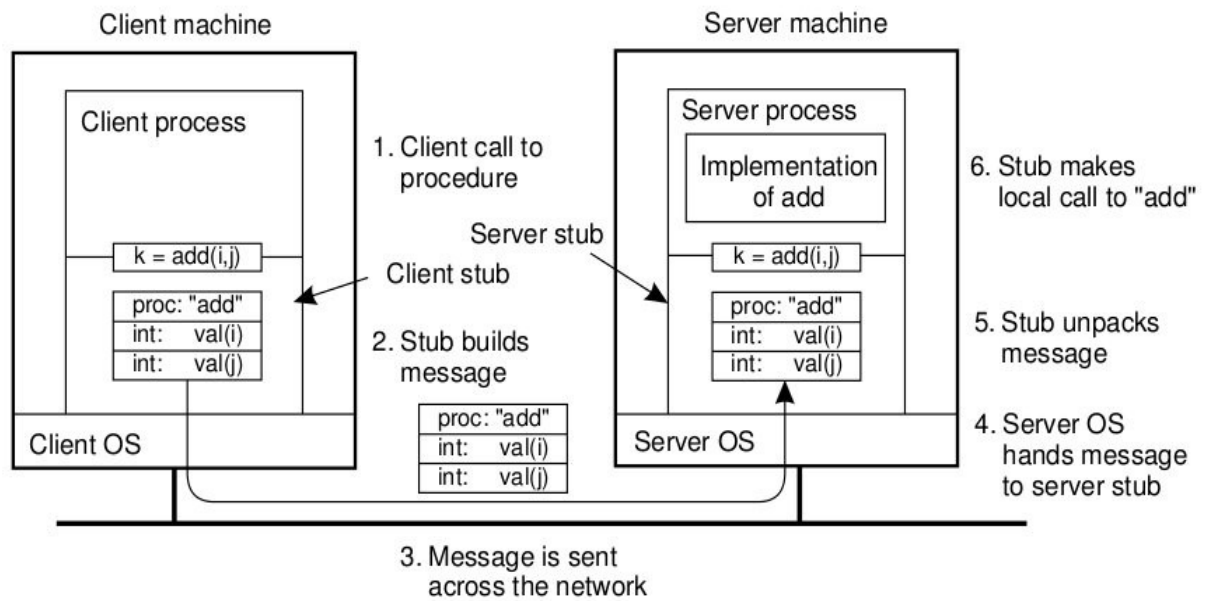 Client machine
Server machine
Client process
1. Client call to
procedure
Server process
Implementation
of add
6. Stub makes
local call to "add"
Server stub
k = add(i,j)
k = add(i,j)
Client stub
proc: "add"
int: val(i)
int: val(j)
2. Stub builds
message
proc: "add"
int: val(i)
int: val(j)
5. Stub unpacks
message
proc: "add"
int: val(i)
int: val(j)
Client OS
Server OS
4. Server OS
hands message
to server stub
3. Message is sent
across the network